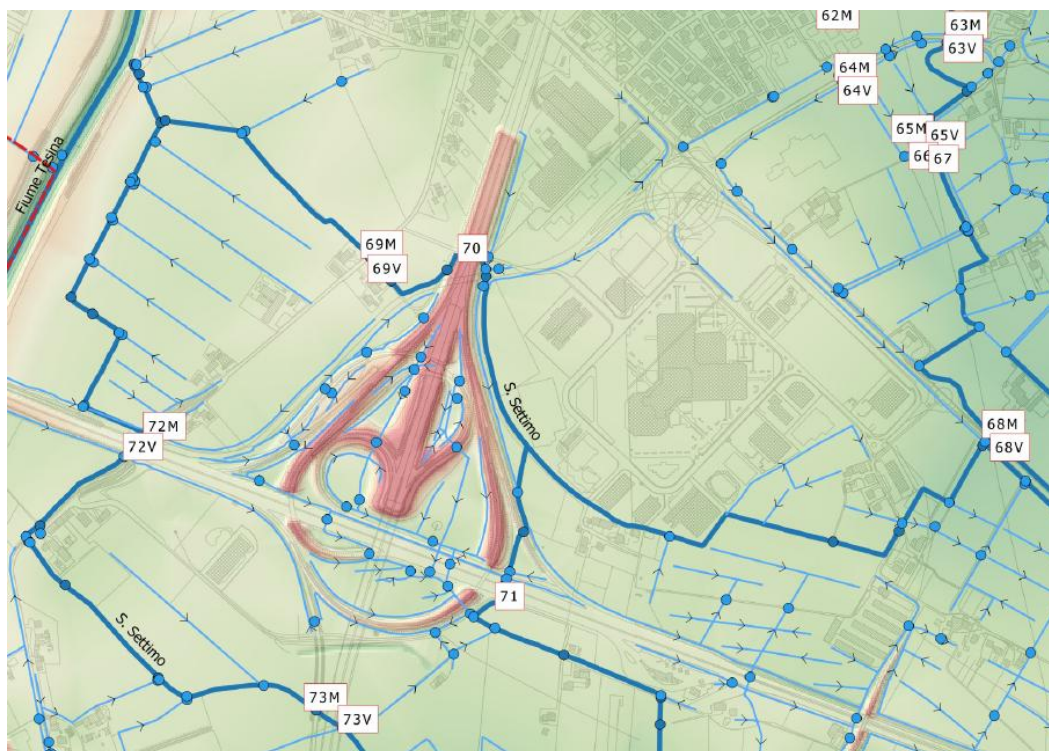 62M
63M
63V
64M
64V
65M
65V
66
67
Fiume Tesina
69M
69V
70
S. Settimo
68M
68V
72M
72V
71
S. Settimo
73M
73V